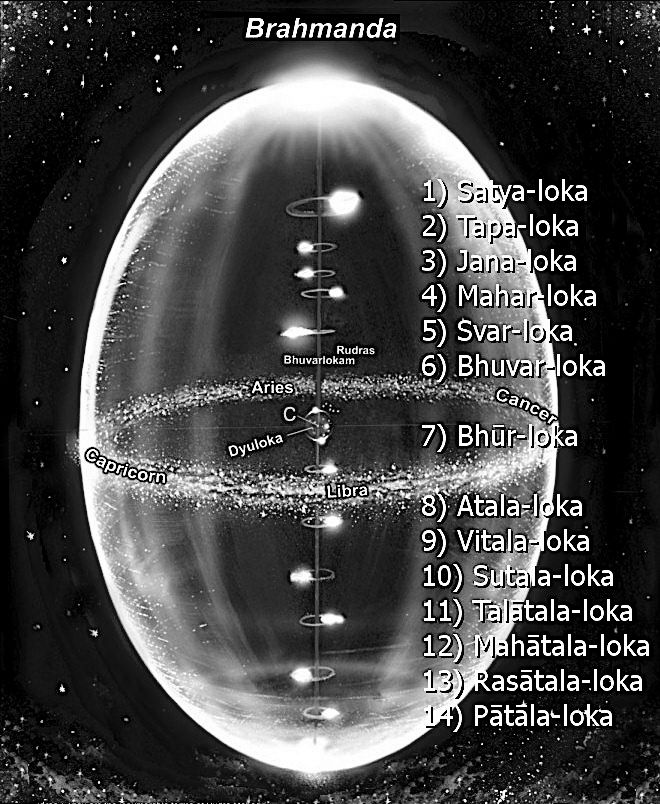 Brahmanda
1) Satya-loka
2) Tapa-loka
3) Jana-loka
4) Mahar-loka
5) Svar-loka
Rudras
Bhuvarlokam
6) Bhuvar-loka
Aries
Cancer
C
7) Bhūr-loka
Dyuloka
Capricorn
Libra
8) Atala-loka
9) Vitala-loka
10) Sutala-loka
11) Talātala-loka
12) Mahātala-loka
13) Rasātala-loka
14) Pātāla-loka